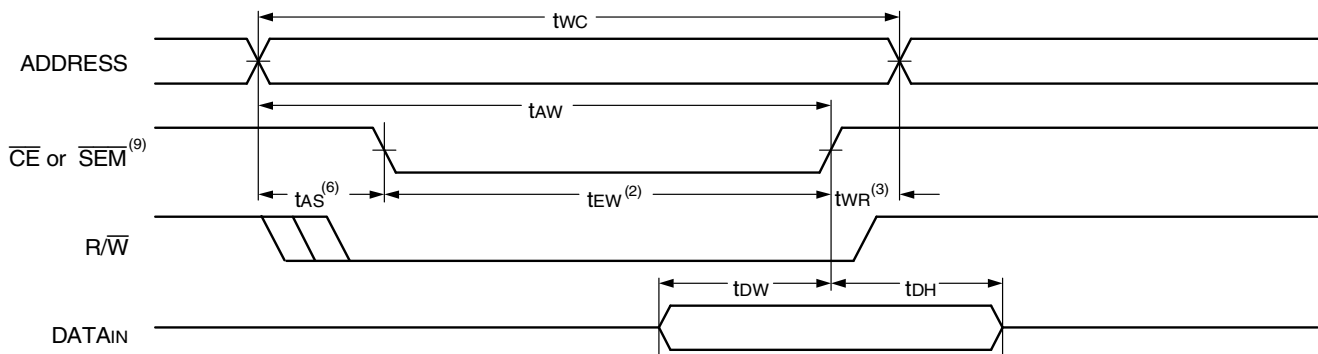 tWC
ADDRESS
tAW
CE or SEM(9)
tAS(6) tEW(2) tWR(3)
R/W
tDW tDH
DATAIN